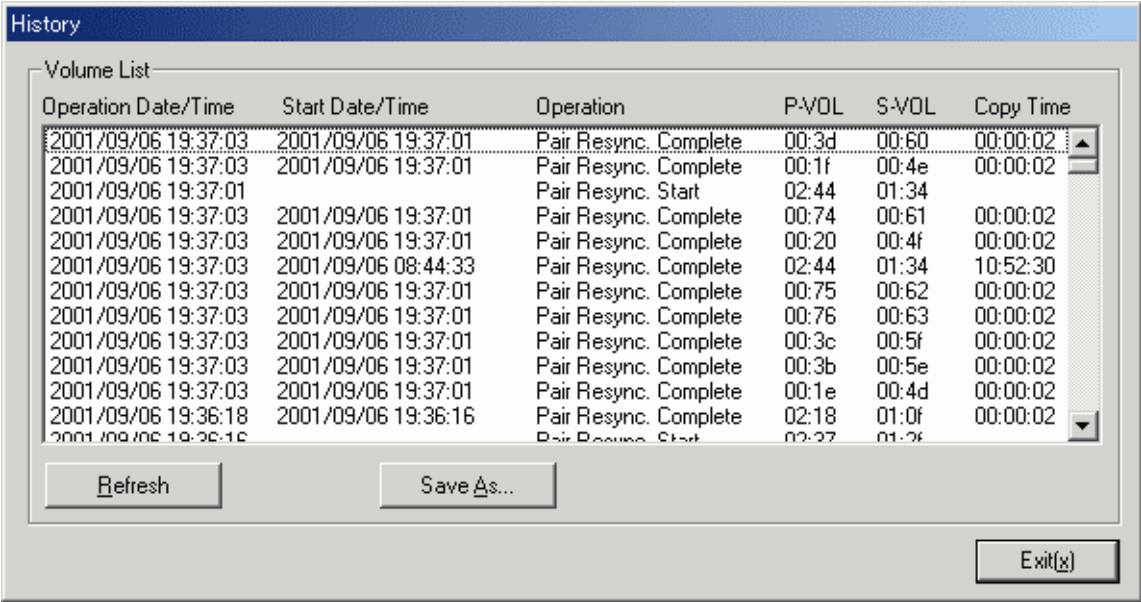 History
Volume List
Operation Date/Time Start Date/Time Operation P-VOL S-VOL Copy Time
2001/09/06 19:37:03 2001/09/06 19:37:01 Pair Resync. Complete 00:3d 00:60 00:00:02
2001/09/06 19:37:03 2001/09/06 19:37:01 Pair Resync. Complete 00:1f 00:4e 00:00:02
2001/09/06 19:37:01 Pair Resync. Start 02:44 01:34
2001/09/06 19:37:03 2001/09/06 19:37:01 Pair Resync. Complete 00:74 00:61 00:00:02
2001/09/06 19:37:03 2001/09/06 19:37:01 Pair Resync. Complete 00:20 00:4f 00:00:02
2001/09/06 19:37:03 2001/09/06 08:44:33 Pair Resync. Complete 02:44 01:34 10:52:30
2001/09/06 19:37:03 2001/09/06 19:37:01 Pair Resync. Complete 00:75 00:62 00:00:02
2001/09/06 19:37:03 2001/09/06 19:37:01 Pair Resync. Complete 00:76 00:63 00:00:02
2001/09/06 19:37:03 2001/09/06 19:37:01 Pair Resync. Complete 00:3c 00:5f 00:00:02
2001/09/06 19:37:03 2001/09/06 19:37:01 Pair Resync. Complete 00:3b 00:5e 00:00:02
2001/09/06 19:37:03 2001/09/06 19:37:01 Pair Resync. Complete 00:1e 00:4d 00:00:02
2001/09/06 19:36:18 2001/09/06 19:36:16 Pair Resync. Complete 02:18 01:0f 00:00:02
2001/09/06 19:36:16 Pair Resync. Start 02:37 01:2f
Refresh Save As...
Exit(x)